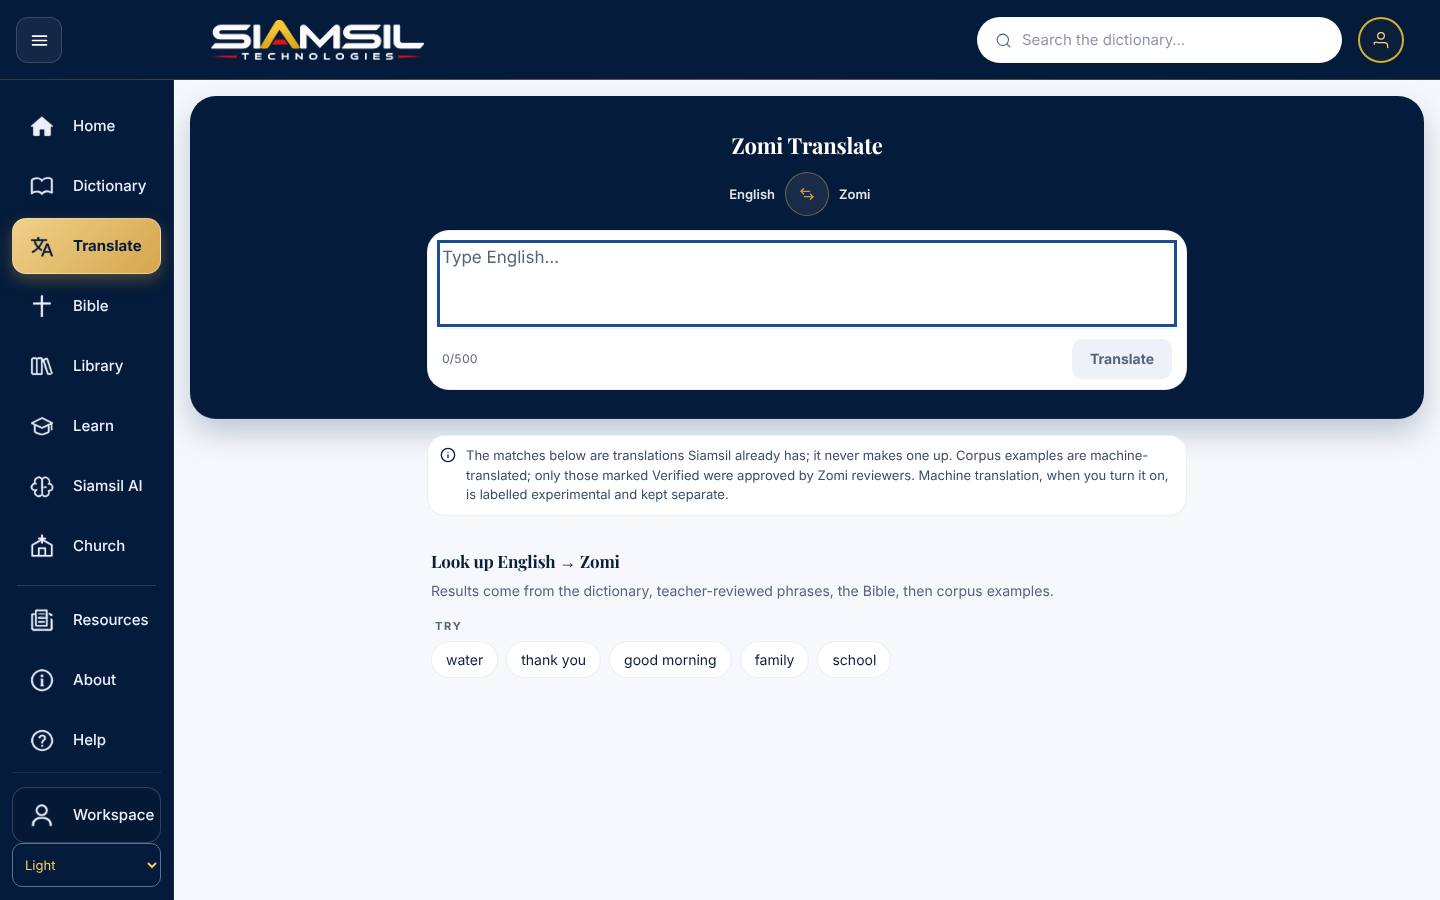 SIAMSIL
TECHNOLOGIES
Search the dictionary...
Home
Dictionary
Translate
Bible
Library
Learn
Siamsil AI
Church
Resources
About
Help
Workspace
Light
Zomi Translate
English
Zomi
Type English...
0/500
Translate
The matches below are translations Siamsil already has; it never makes one up. Corpus examples are machine-
translated; only those marked Verified were approved by Zomi reviewers. Machine translation, when you turn it on,
is labelled experimental and kept separate.
Look up English → Zomi
Results come from the dictionary, teacher-reviewed phrases, the Bible, then corpus examples.
TRY
water
thank you
good morning
family
school